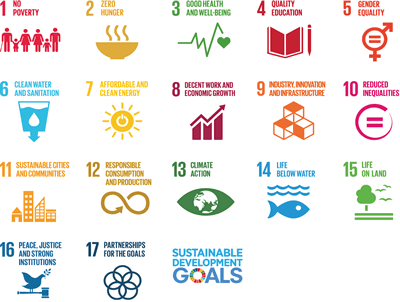 1 NO
POVERTY
2 ZERO
HUNGER
3 GOOD HEALTH
AND WELL-BEING
4 QUALITY
EDUCATION
5 GENDER
EQUALITY
6 CLEAN WATER
AND SANITATION
7 AFFORDABLE AND
CLEAN ENERGY
8 DECENT WORK AND
ECONOMIC GROWTH
9 INDUSTRY, INNOVATION
AND INFRASTRUCTURE
10 REDUCED
INEQUALITIES
11 SUSTAINABLE CITIES
AND COMMUNITIES
12 RESPONSIBLE
CONSUMPTION
AND PRODUCTION
13 CLIMATE
ACTION
14 LIFE
BELOW WATER
15 LIFE
ON LAND
16 PEACE, JUSTICE
AND STRONG
INSTITUTIONS
17 PARTNERSHIPS
FOR THE GOALS
SUSTAINABLE
DEVELOPMENT
GOALS